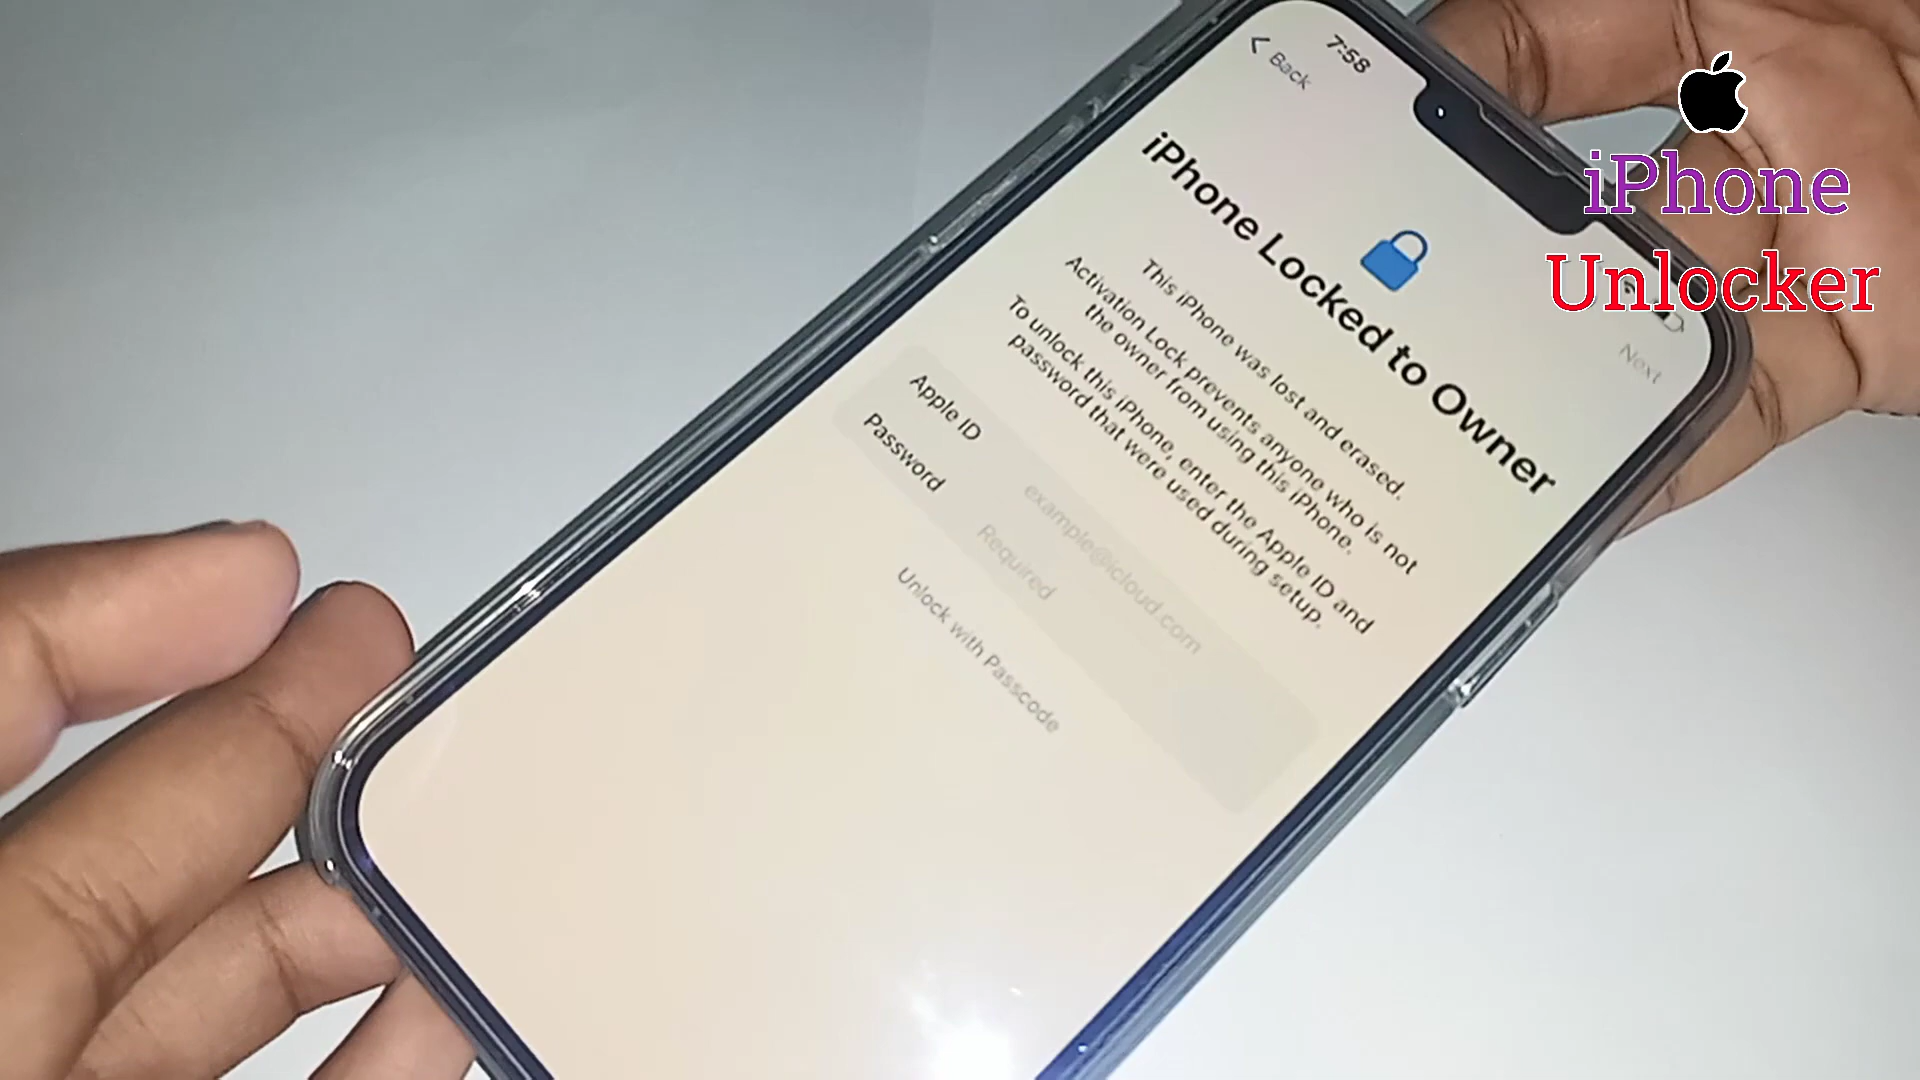 7:58
Back
Next
iPhone Locked to Owner
This iPhone was lost and erased.
Activation Lock prevents anyone who is not
the owner from using this iPhone.
To unlock this iPhone, enter the Apple ID and
password that were used during setup.
Apple ID
example@icloud.com
Password
Required
Unlock with Passcode
iPhone
Unlocker